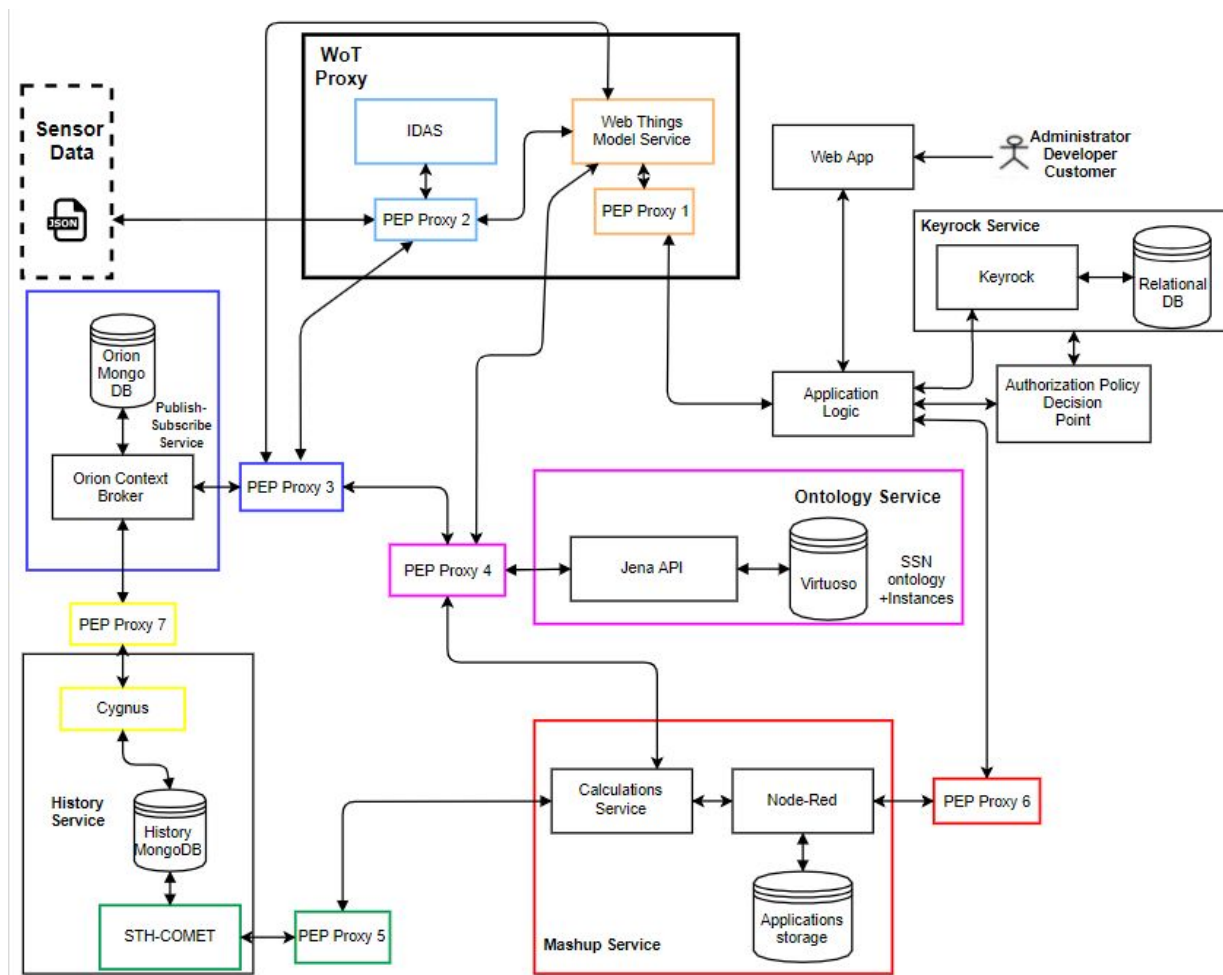 WoT
Proxy
Sensor
Data
JSON
IDAS
Web Things
Model Service
PEP Proxy 2
PEP Proxy 1
Web App
Administrator
Developer
Customer
Keyrock Service
Keyrock
Relational
DB
Orion
Mongo
DB
Publish-
Subscribe
Service
Orion Context
Broker
PEP Proxy 3
Application
Logic
Authorization Policy
Decision
Point
Ontology Service
PEP Proxy 4
Jena API
Virtuoso
SSN
ontology
+Instances
PEP Proxy 7
Cygnus
History
Service
History
MongoDB
STH-COMET
PEP Proxy 5
Calculations
Service
Node-Red
PEP Proxy 6
Applications
storage
Mashup Service